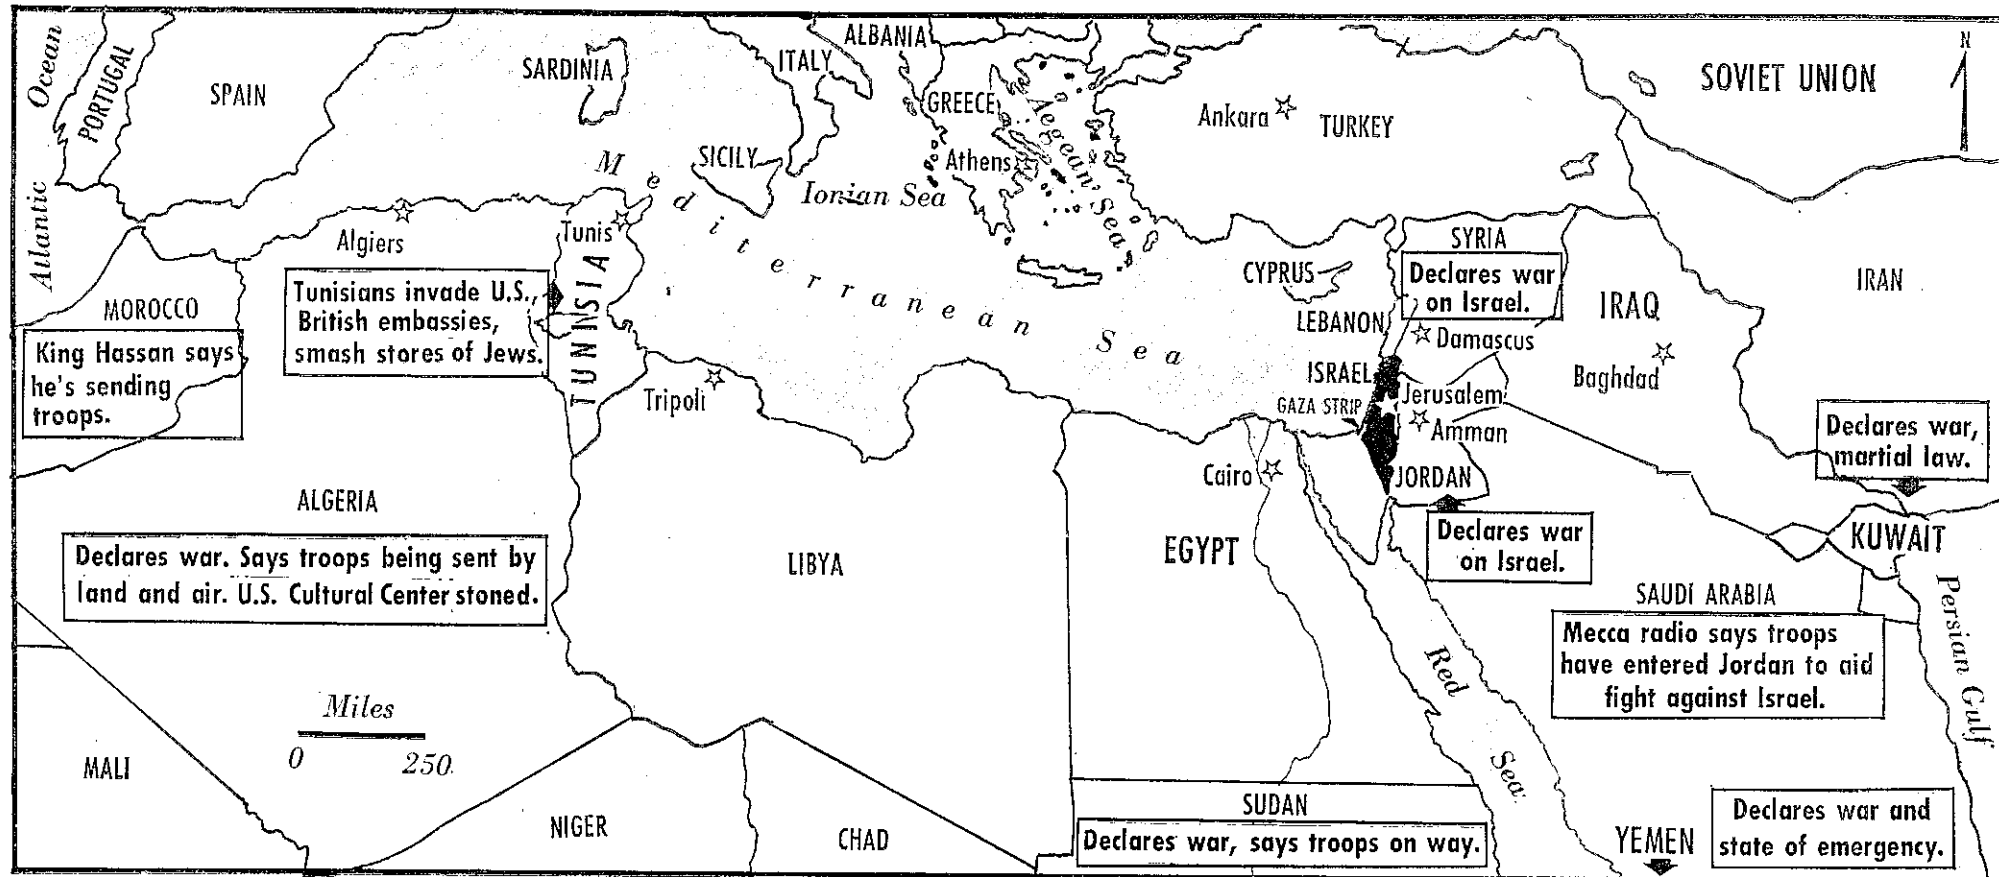 Atlantic Ocean
PORTUGAL
SPAIN
SARDINIA
ITALY
ALBANIA
GREECE
Aegean Sea
Ankara
TURKEY
SOVIET UNION
N
SICILY
Ionian Sea
Athens
Mediterranean Sea
Algiers
Tunis
TUNISIA
Tunisians invade U.S.,
British embassies,
smash stores of Jews.
MOROCCO
King Hassan says
he's sending
troops.
Tripoli
CYPRUS
SYRIA
Declares war
on Israel.
LEBANON
Damascus
IRAQ
Baghdad
IRAN
ISRAEL
GAZA STRIP
Jerusalem
Amman
Cairo
JORDAN
Declares war
on Israel.
Declares war,
martial law.
KUWAIT
ALGERIA
Declares war. Says troops being sent by
land and air. U.S. Cultural Center stoned.
LIBYA
EGYPT
SAUDI ARABIA
Mecca radio says troops
have entered Jordan to aid
fight against Israel.
Persian Gulf
Red Sea
Miles
0 250
MALI
NIGER
CHAD
SUDAN
Declares war, says troops on way.
YEMEN
Declares war and
state of emergency.